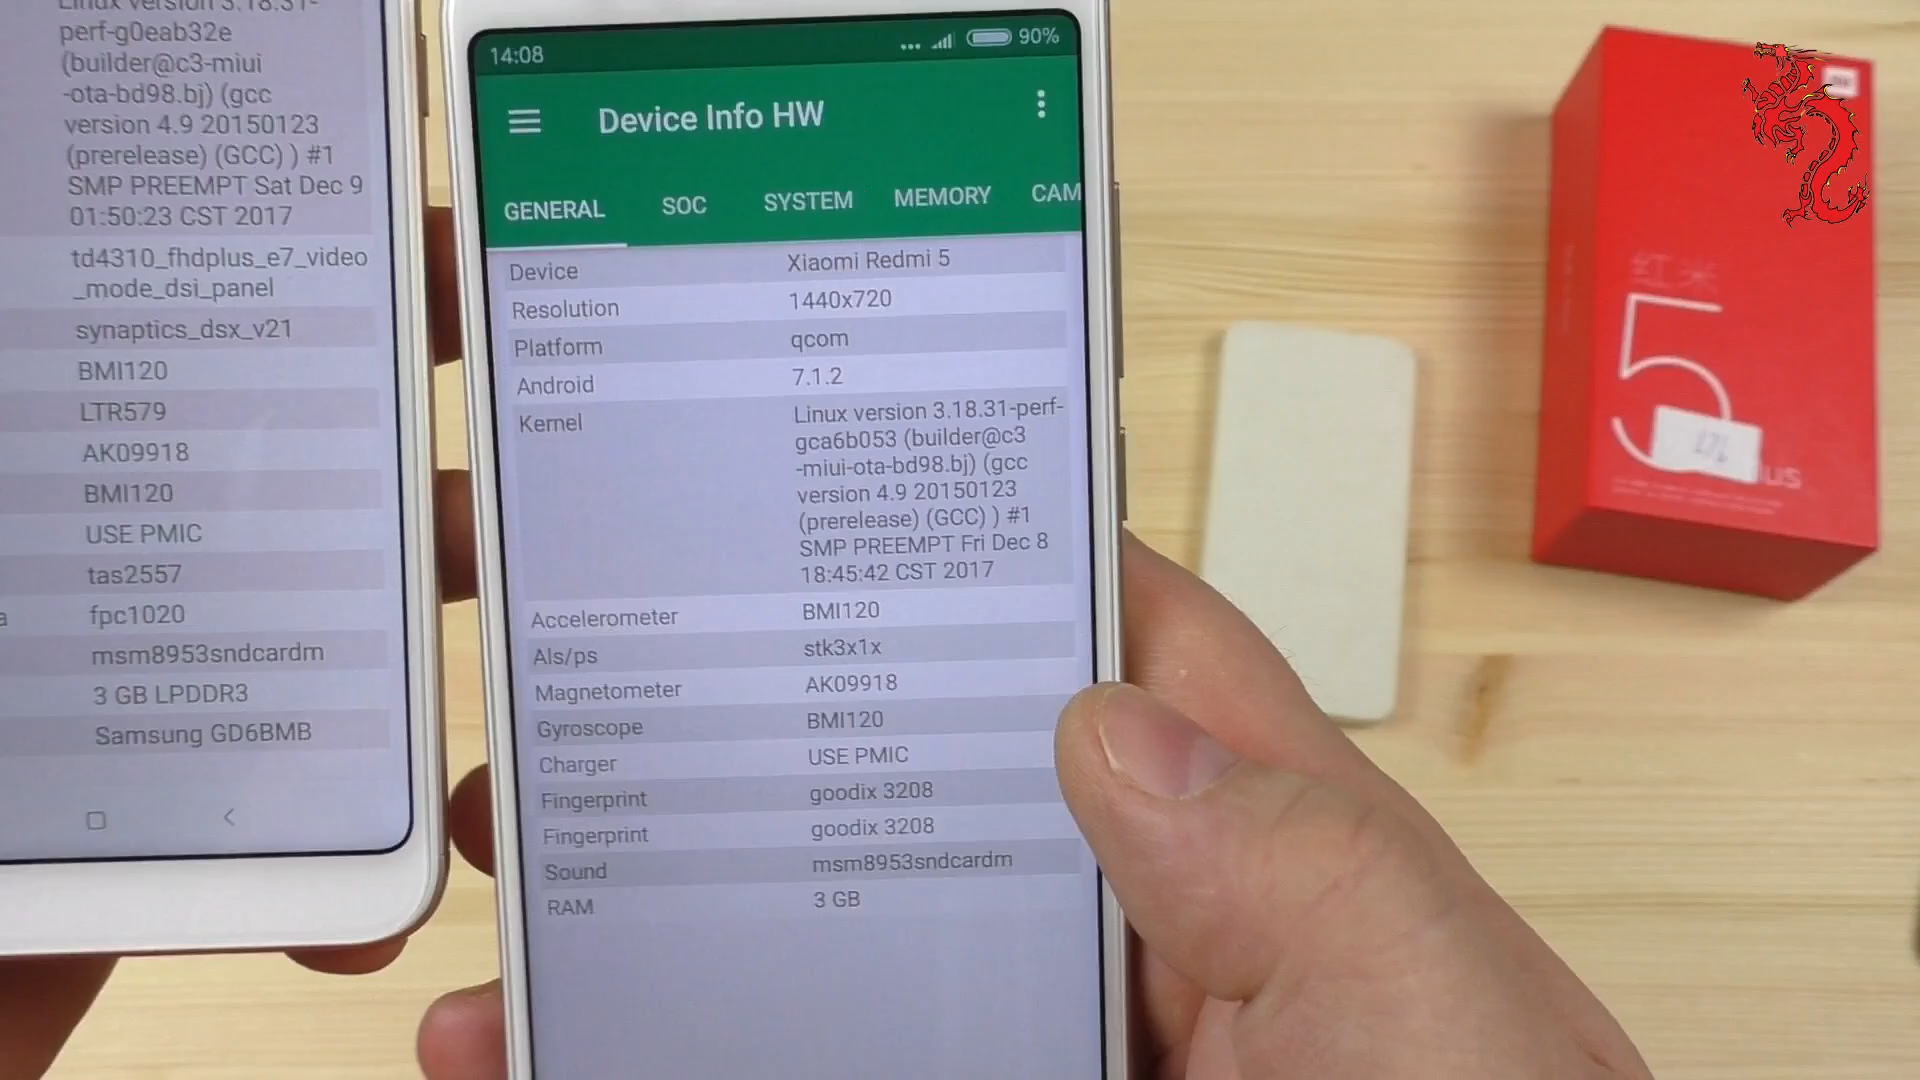 Linux version 3.18.31-
perf-g0eab32e
(builder@c3-miui
-ota-bd98.bj) (gcc
version 4.9 20150123
(prerelease) (GCC) ) #1
SMP PREEMPT Sat Dec 9
01:50:23 CST 2017
td4310_fhdplus_e7_video
_mode_dsi_panel
synaptics_dsx_v21
BMI120
LTR579
AK09918
BMI120
USE PMIC
tas2557
a fpc1020
msm8953sndcardm
3 GB LPDDR3
Samsung GD6BMB
14:08 90%
Device Info HW
GENERAL SOC SYSTEM MEMORY CAM
Device Xiaomi Redmi 5
Resolution 1440x720
Platform qcom
Android 7.1.2
Kernel Linux version 3.18.31-perf-
gca6b053 (builder@c3
-miui-ota-bd98.bj) (gcc
version 4.9 20150123
(prerelease) (GCC) ) #1
SMP PREEMPT Fri Dec 8
18:45:42 CST 2017
Accelerometer BMI120
Als/ps stk3x1x
Magnetometer AK09918
Gyroscope BMI120
Charger USE PMIC
Fingerprint goodix 3208
Fingerprint goodix 3208
Sound msm8953sndcardm
RAM 3 GB
红米
5
lus